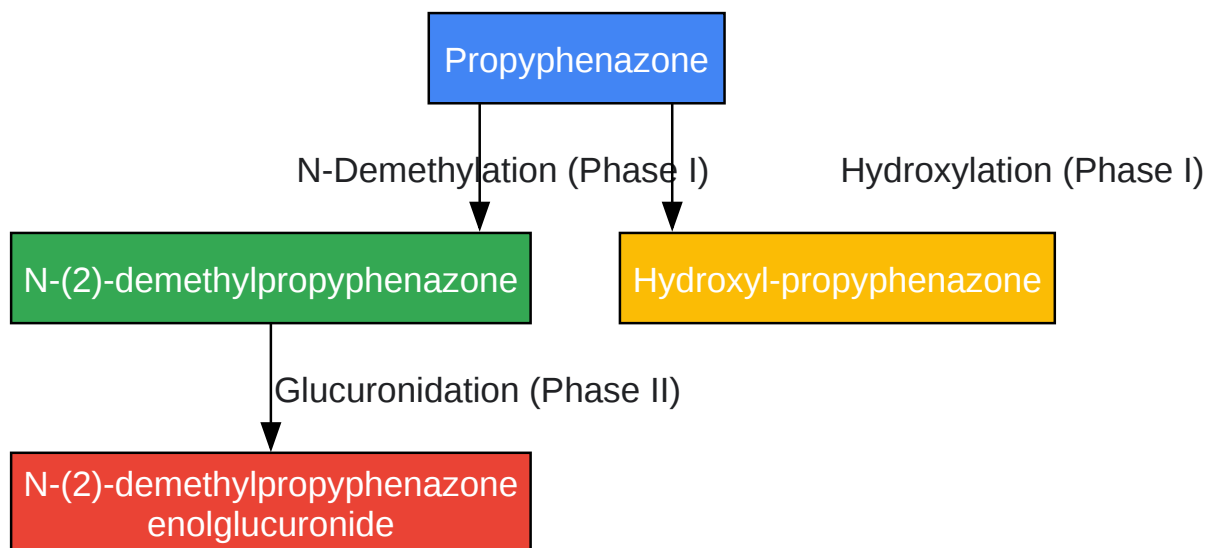 Propyphenazone
N-Demethylation (Phase I)
Hydroxylation (Phase I)
N-(2)-demethylpropyphenazone
Hydroxyl-propyphenazone
Glucuronidation (Phase II)
N-(2)-demethylpropyphenazone
enolglucuronide